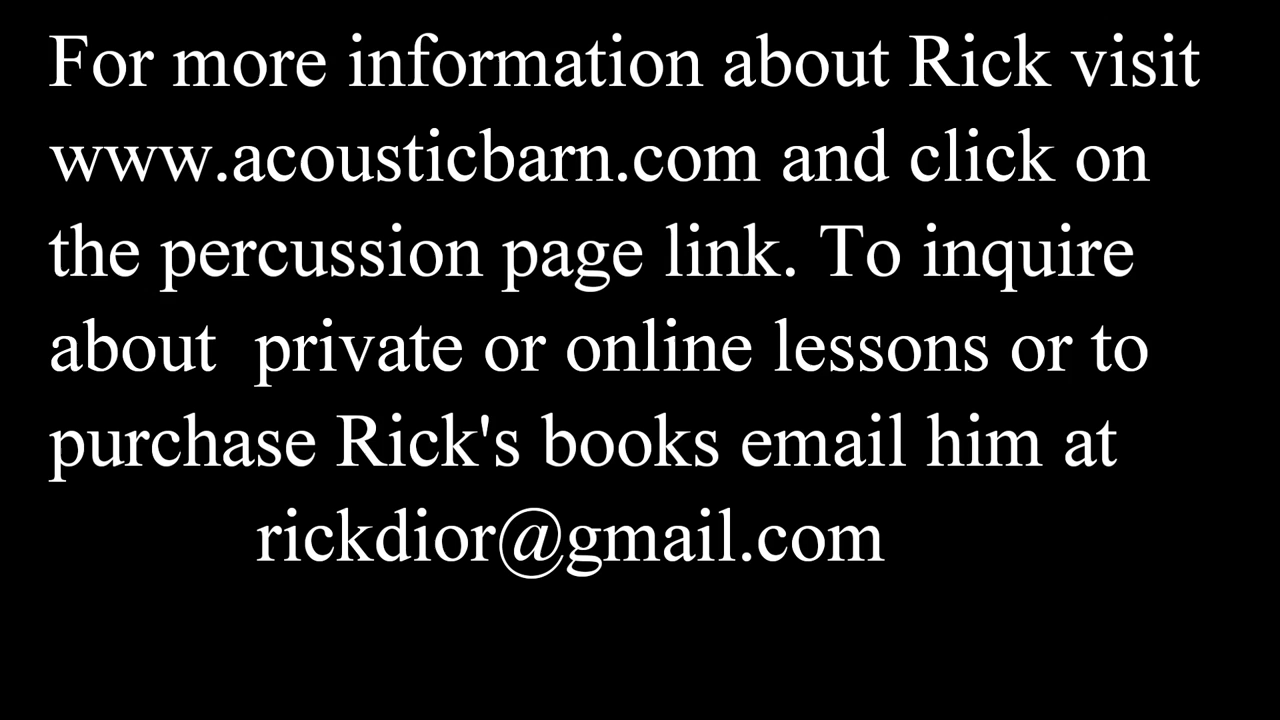 For more information about Rick visit
www.acousticbarn.com and click on
the percussion page link. To inquire
about  private or online lessons or to
purchase Rick's books email him at
rickdior@gmail.com